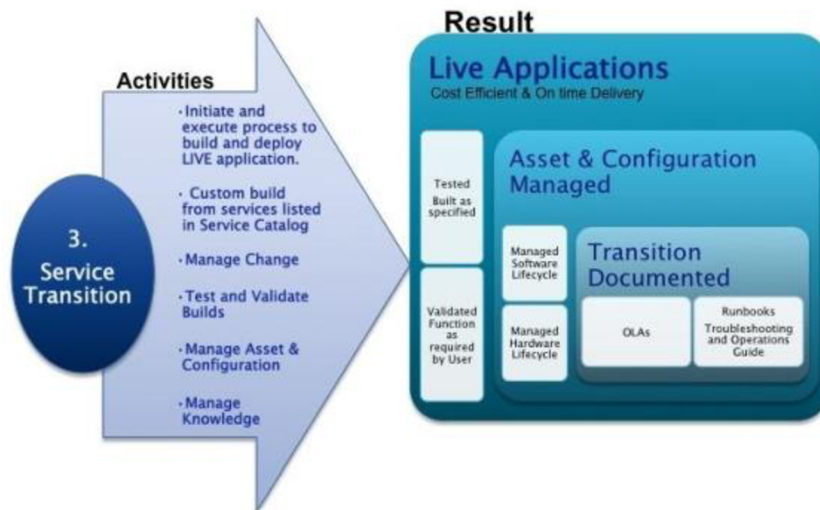 Result
Activities
• Initiate and
execute process to
build and deploy
LIVE application.
• Custom build
from services listed
in Service Catalog
• Manage Change
• Test and Validate
Builds
• Manage Asset &
Configuration
• Manage
Knowledge
3.
Service
Transition
Live Applications
Cost Efficient & On time Delivery
Tested
Built as
specified
Validated
Function
as
required
by User
Asset & Configuration
Managed
Managed
Software
Lifecycle
Managed
Hardware
Lifecycle
Transition
Documented
OLAs
Runbooks
Troubleshooting
and Operations
Guide